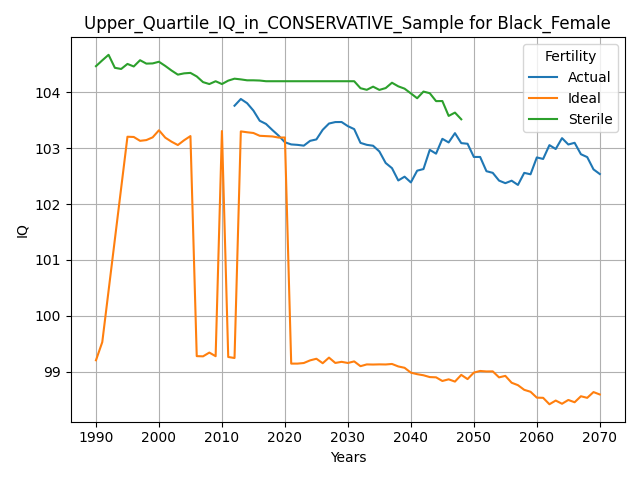 Upper_Quartile_IQ_in_CONSERVATIVE_Sample for Black_Female
Fertility
Actual
Ideal
Sterile
IQ
104
103
102
101
100
99
1990 2000 2010 2020 2030 2040 2050 2060 2070
Years